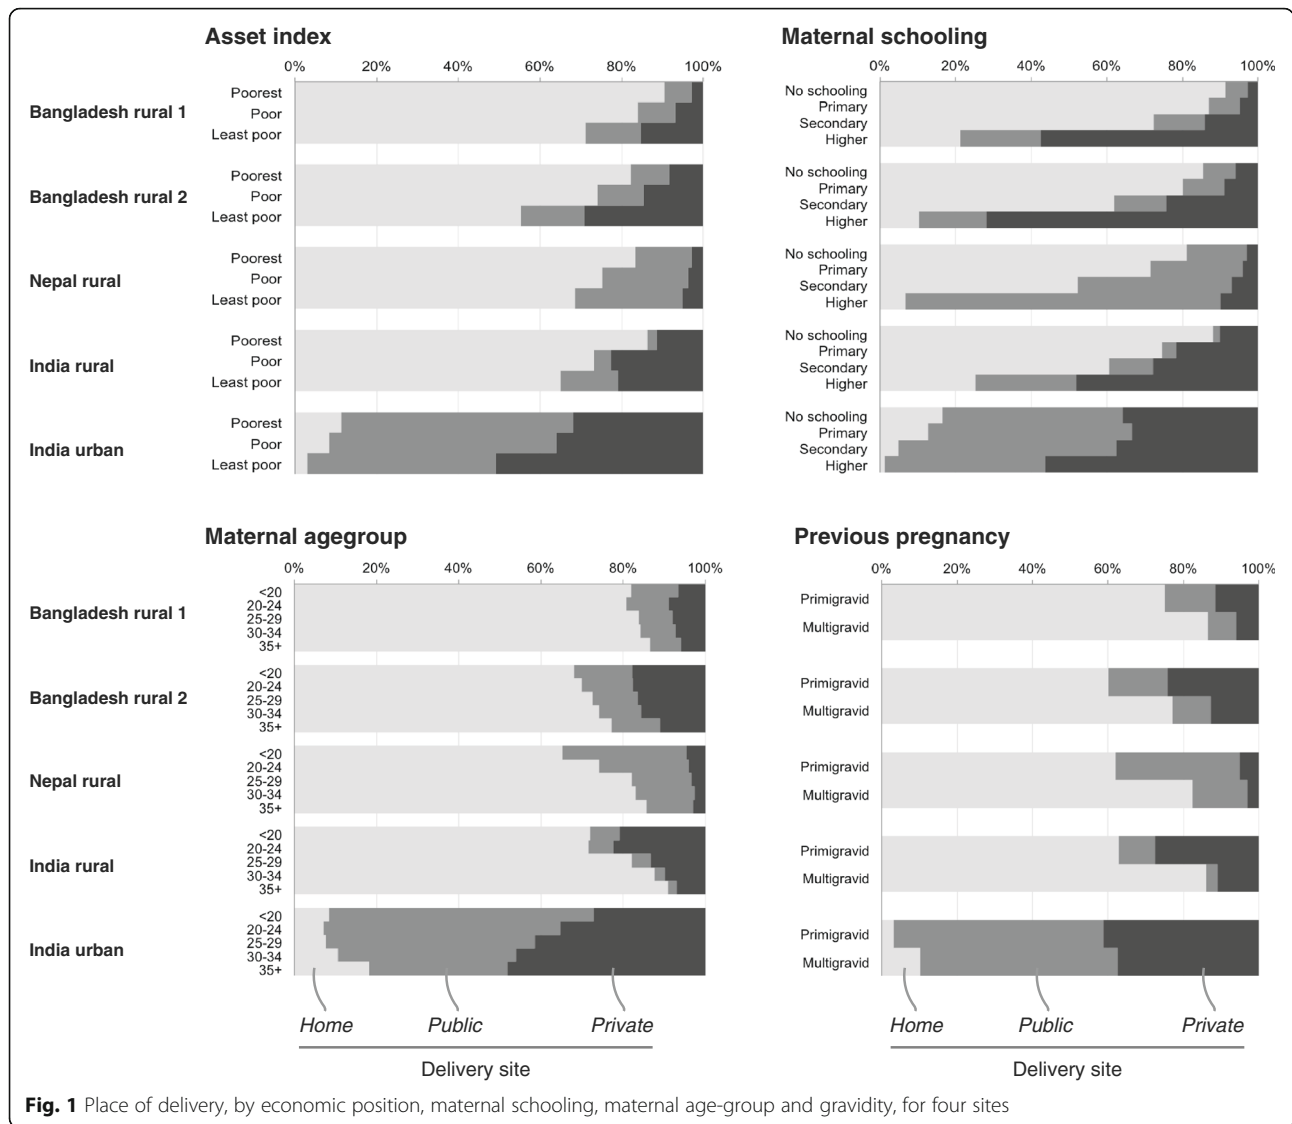 Asset index
0% 20% 40% 60% 80% 100%
Bangladesh rural 1
Poorest
Poor
Least poor
Bangladesh rural 2
Poorest
Poor
Least poor
Nepal rural
Poorest
Poor
Least poor
India rural
Poorest
Poor
Least poor
India urban
Poorest
Poor
Least poor
Maternal schooling
0% 20% 40% 60% 80% 100%
No schooling
Primary
Secondary
Higher
No schooling
Primary
Secondary
Higher
No schooling
Primary
Secondary
Higher
No schooling
Primary
Secondary
Higher
No schooling
Primary
Secondary
Higher
Maternal agegroup
0% 20% 40% 60% 80% 100%
Bangladesh rural 1
<20
20-24
25-29
30-34
35+
Bangladesh rural 2
<20
20-24
25-29
30-34
35+
Nepal rural
<20
20-24
25-29
30-34
35+
India rural
<20
20-24
25-29
30-34
35+
India urban
<20
20-24
25-29
30-34
35+
Home Public Private
Delivery site
Previous pregnancy
0% 20% 40% 60% 80% 100%
Primigravid
Multigravid
Primigravid
Multigravid
Primigravid
Multigravid
Primigravid
Multigravid
Primigravid
Multigravid
Home Public Private
Delivery site
Fig. 1 Place of delivery, by economic position, maternal schooling, maternal age-group and gravidity, for four sites